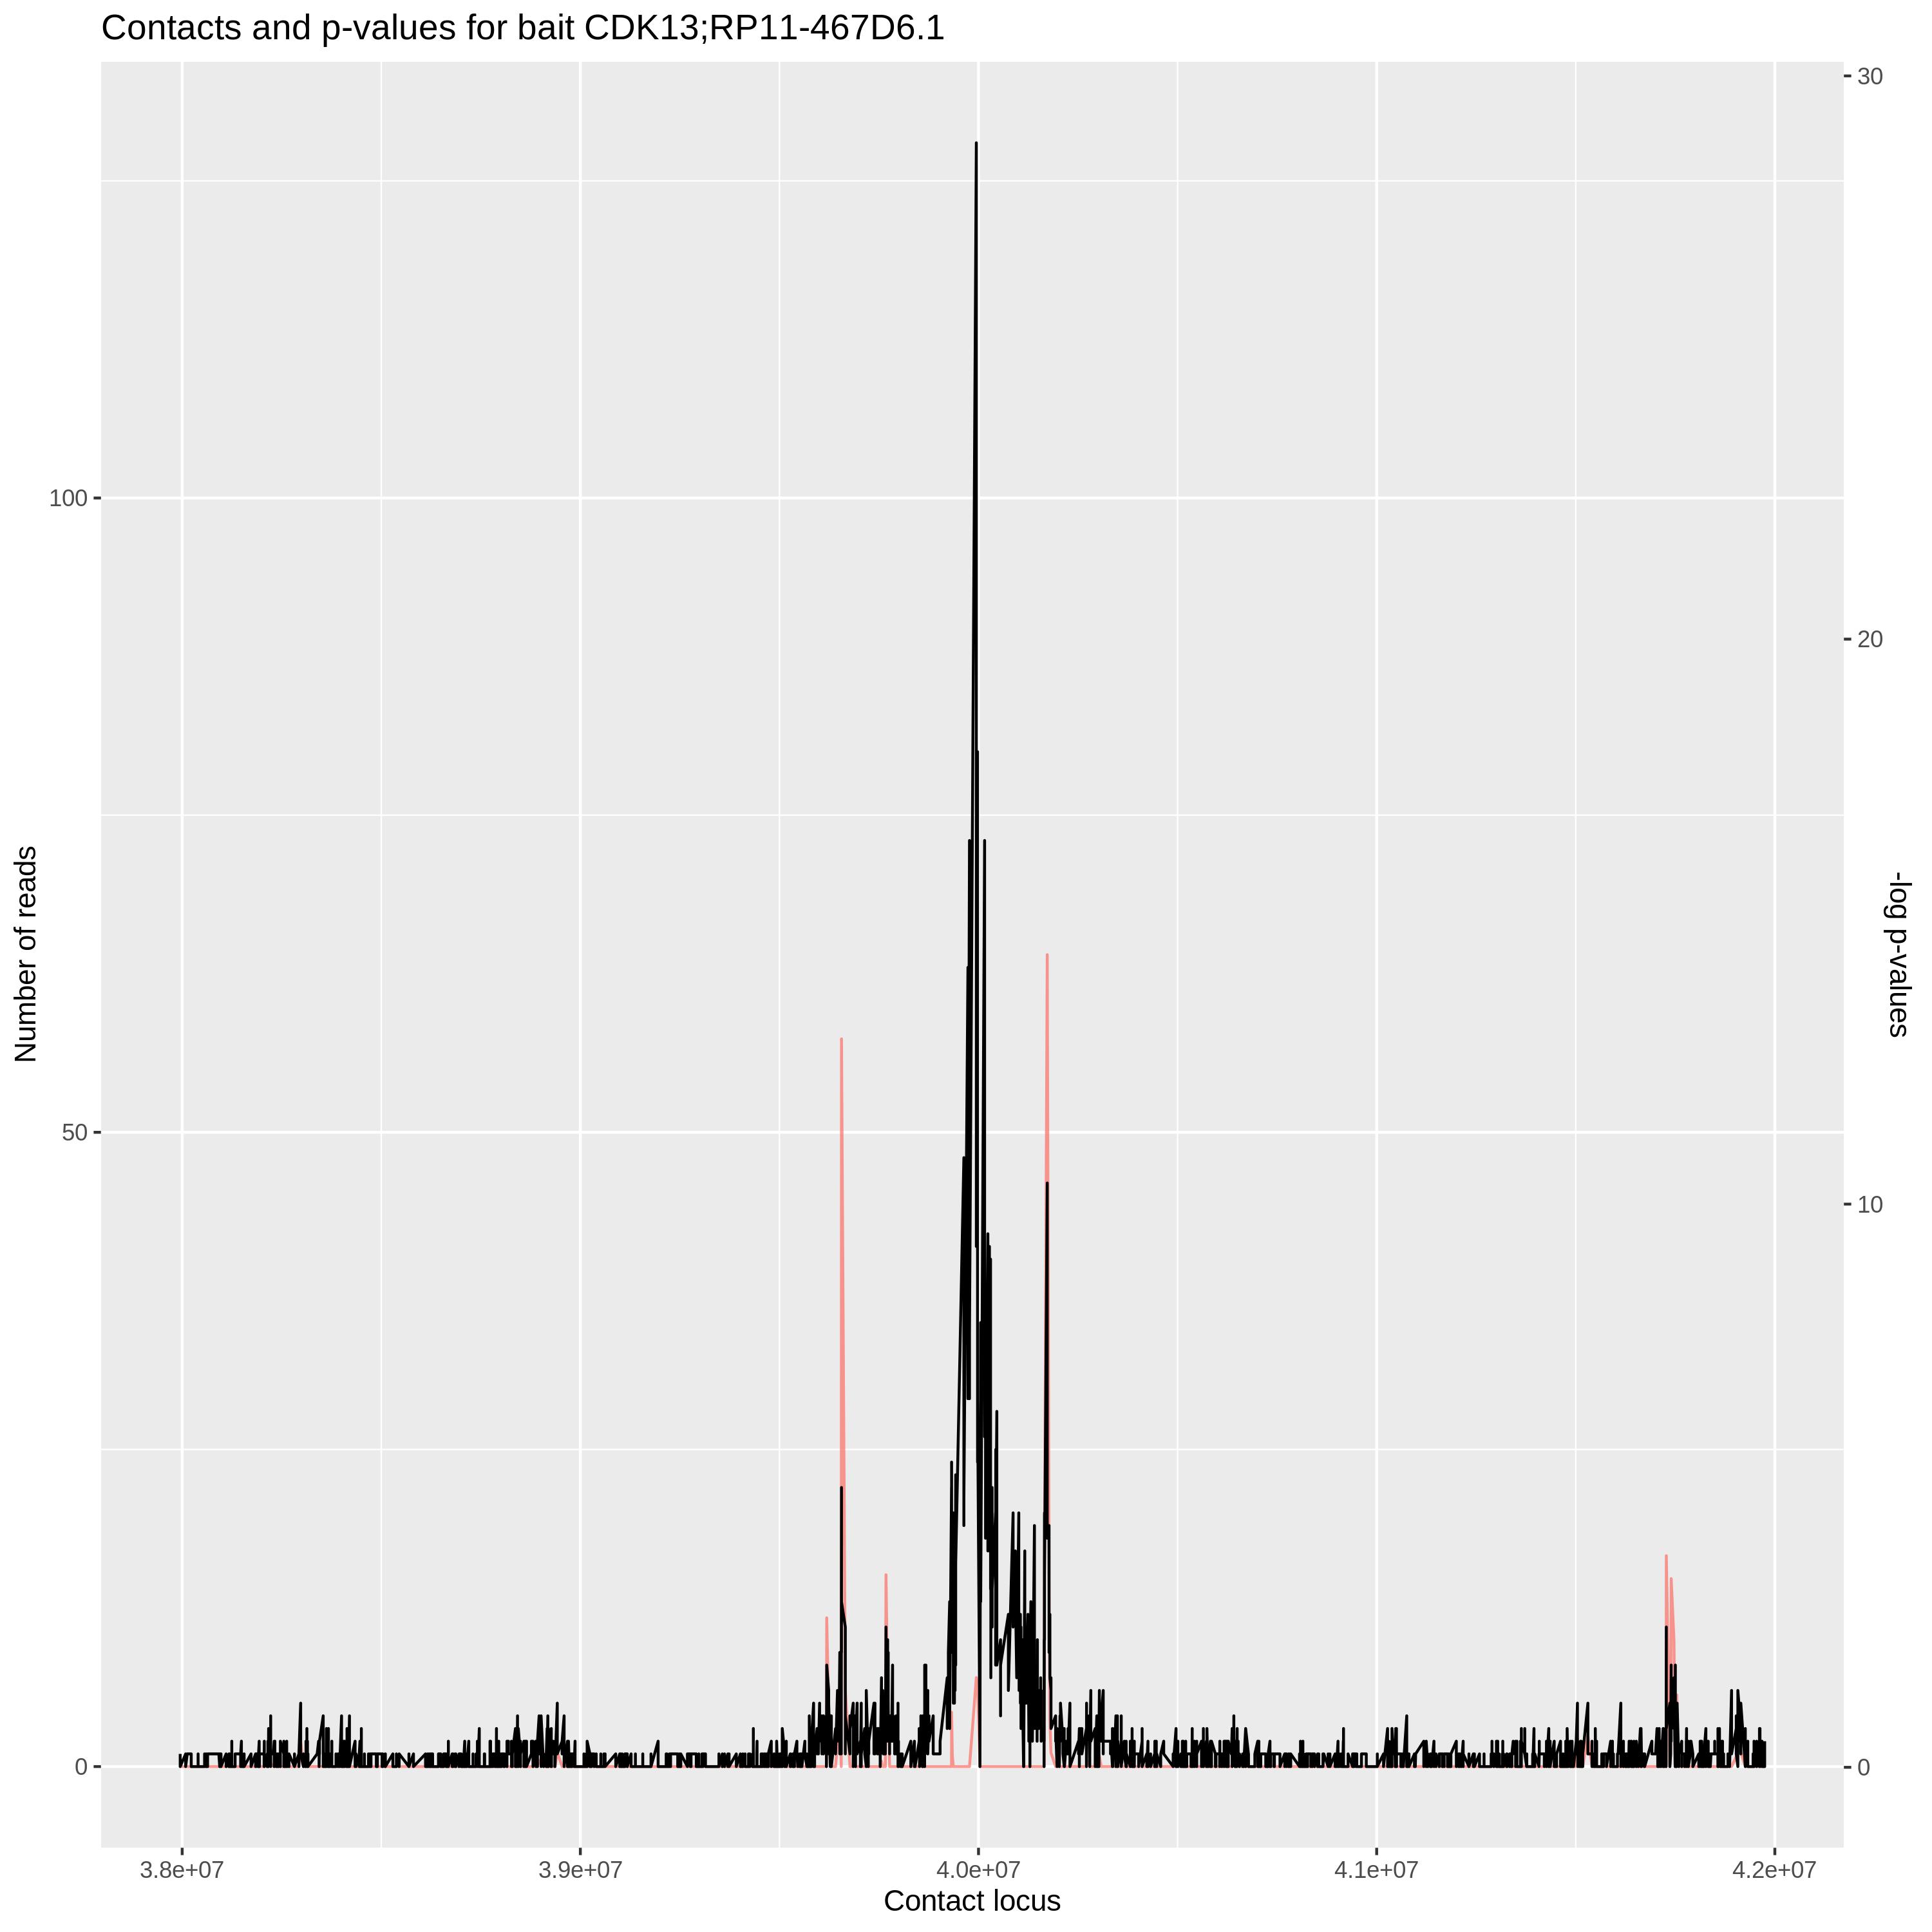 Contacts and p-values for bait CDK13;RP11-467D6.1
30
100
20
Number of reads
-log p-values
50
10
0
0
3.8e+07
3.9e+07
4.0e+07
4.1e+07
4.2e+07
Contact locus